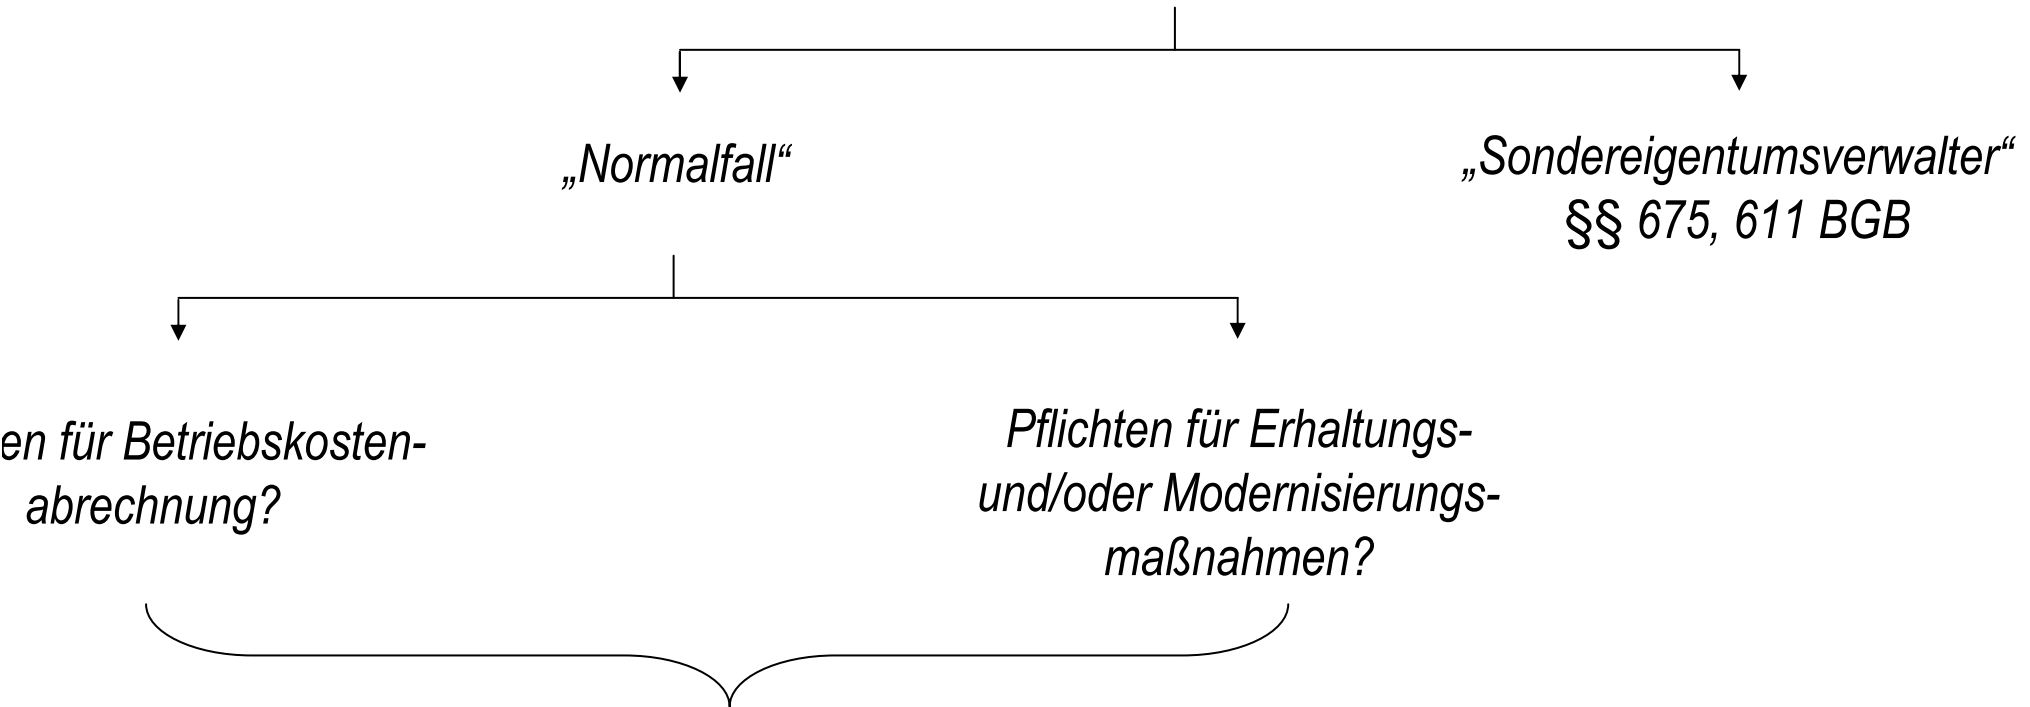 „Normalfall“
„Sondereigentumsverwalter“
§§ 675, 611 BGB
en für Betriebskosten-
abrechnung?
Pflichten für Erhaltungs-
und/oder Modernisierungs-
maßnahmen?